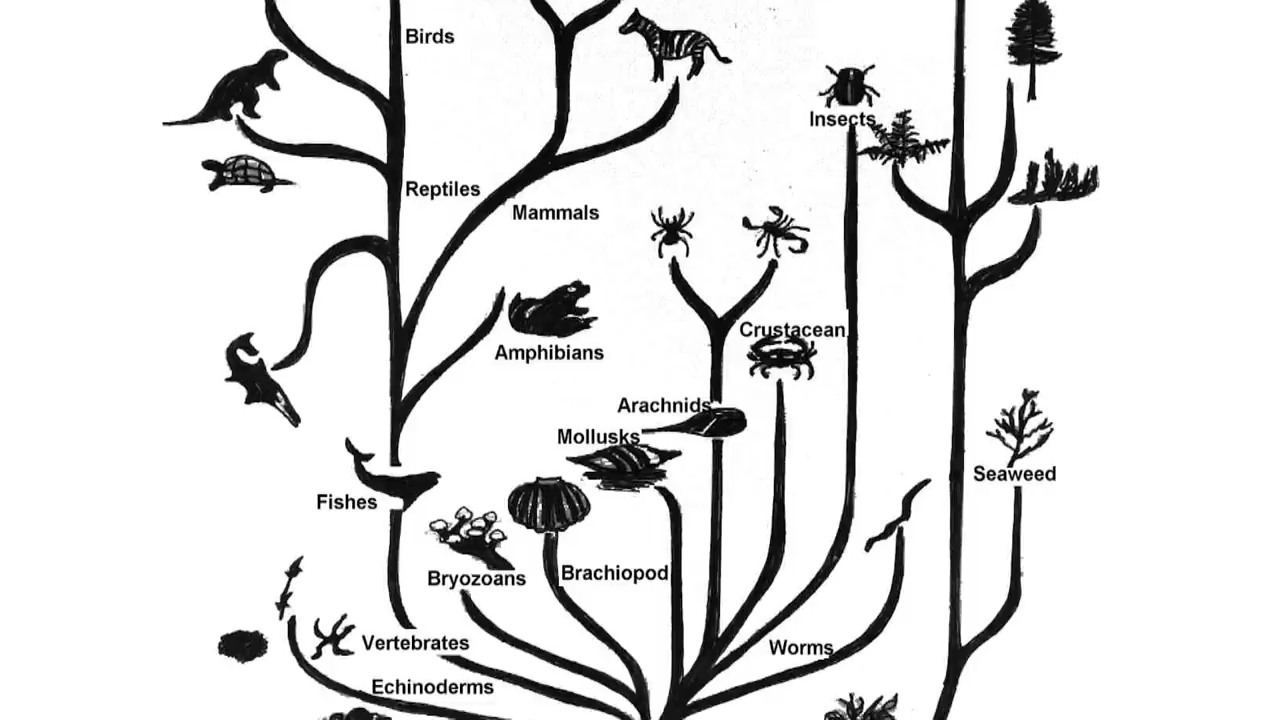 Birds
Insects
Reptiles
Mammals
Crustacean
Amphibians
Arachnids
Mollusks
Seaweed
Fishes
Brachiopod
Bryozoans
Vertebrates
Worms
Echinoderms